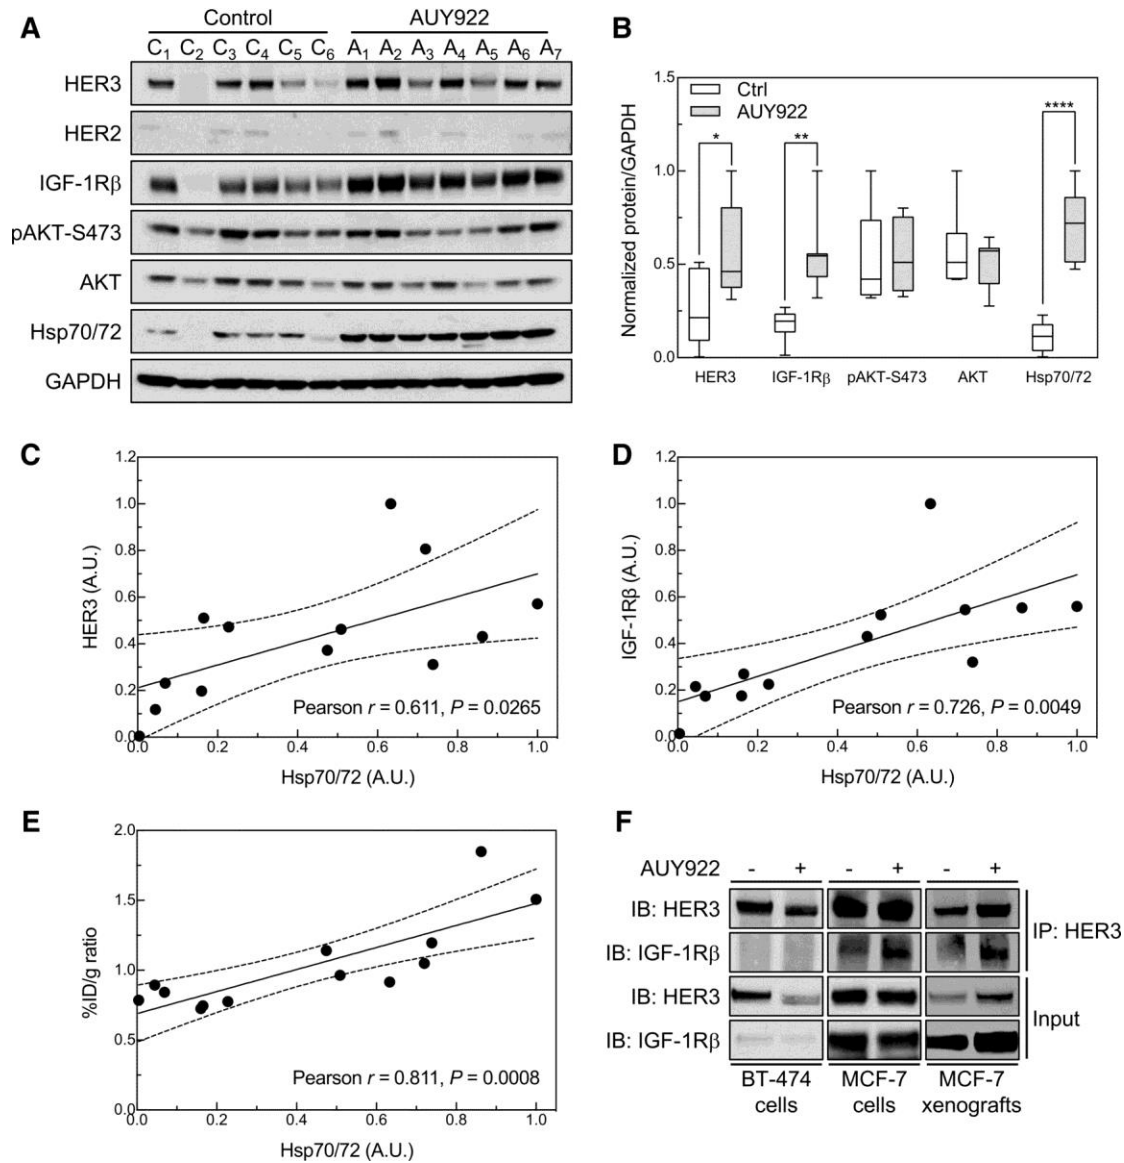 A
Control AUY922
C1 C2 C3 C4 C5 C6 A1 A2 A3 A4 A5 A6 A7
HER3
HER2
IGF-1Rβ
pAKT-S473
AKT
Hsp70/72
GAPDH
B
Normalized protein/GAPDH
1.5
1.0
0.5
0.0
Ctrl
AUY922
* ** ****
HER3 IGF-1Rβ pAKT-S473 AKT Hsp70/72
C
HER3 (A.U.)
1.2
1.0
0.8
0.6
0.4
0.2
0.0
Pearson r = 0.611, P = 0.0265
0.0 0.2 0.4 0.6 0.8 1.0
Hsp70/72 (A.U.)
D
IGF-1Rβ (A.U.)
1.2
1.0
0.8
0.6
0.4
0.2
0.0
Pearson r = 0.726, P = 0.0049
0.0 0.2 0.4 0.6 0.8 1.0
Hsp70/72 (A.U.)
E
%ID/g ratio
2.0
1.5
1.0
0.5
0.0
Pearson r = 0.811, P = 0.0008
0.0 0.2 0.4 0.6 0.8 1.0
Hsp70/72 (A.U.)
F
AUY922 - + - + - +
IB: HER3
IB: IGF-1Rβ
IP: HER3
IB: HER3
IB: IGF-1Rβ
Input
BT-474 cells
MCF-7 cells
MCF-7 xenografts